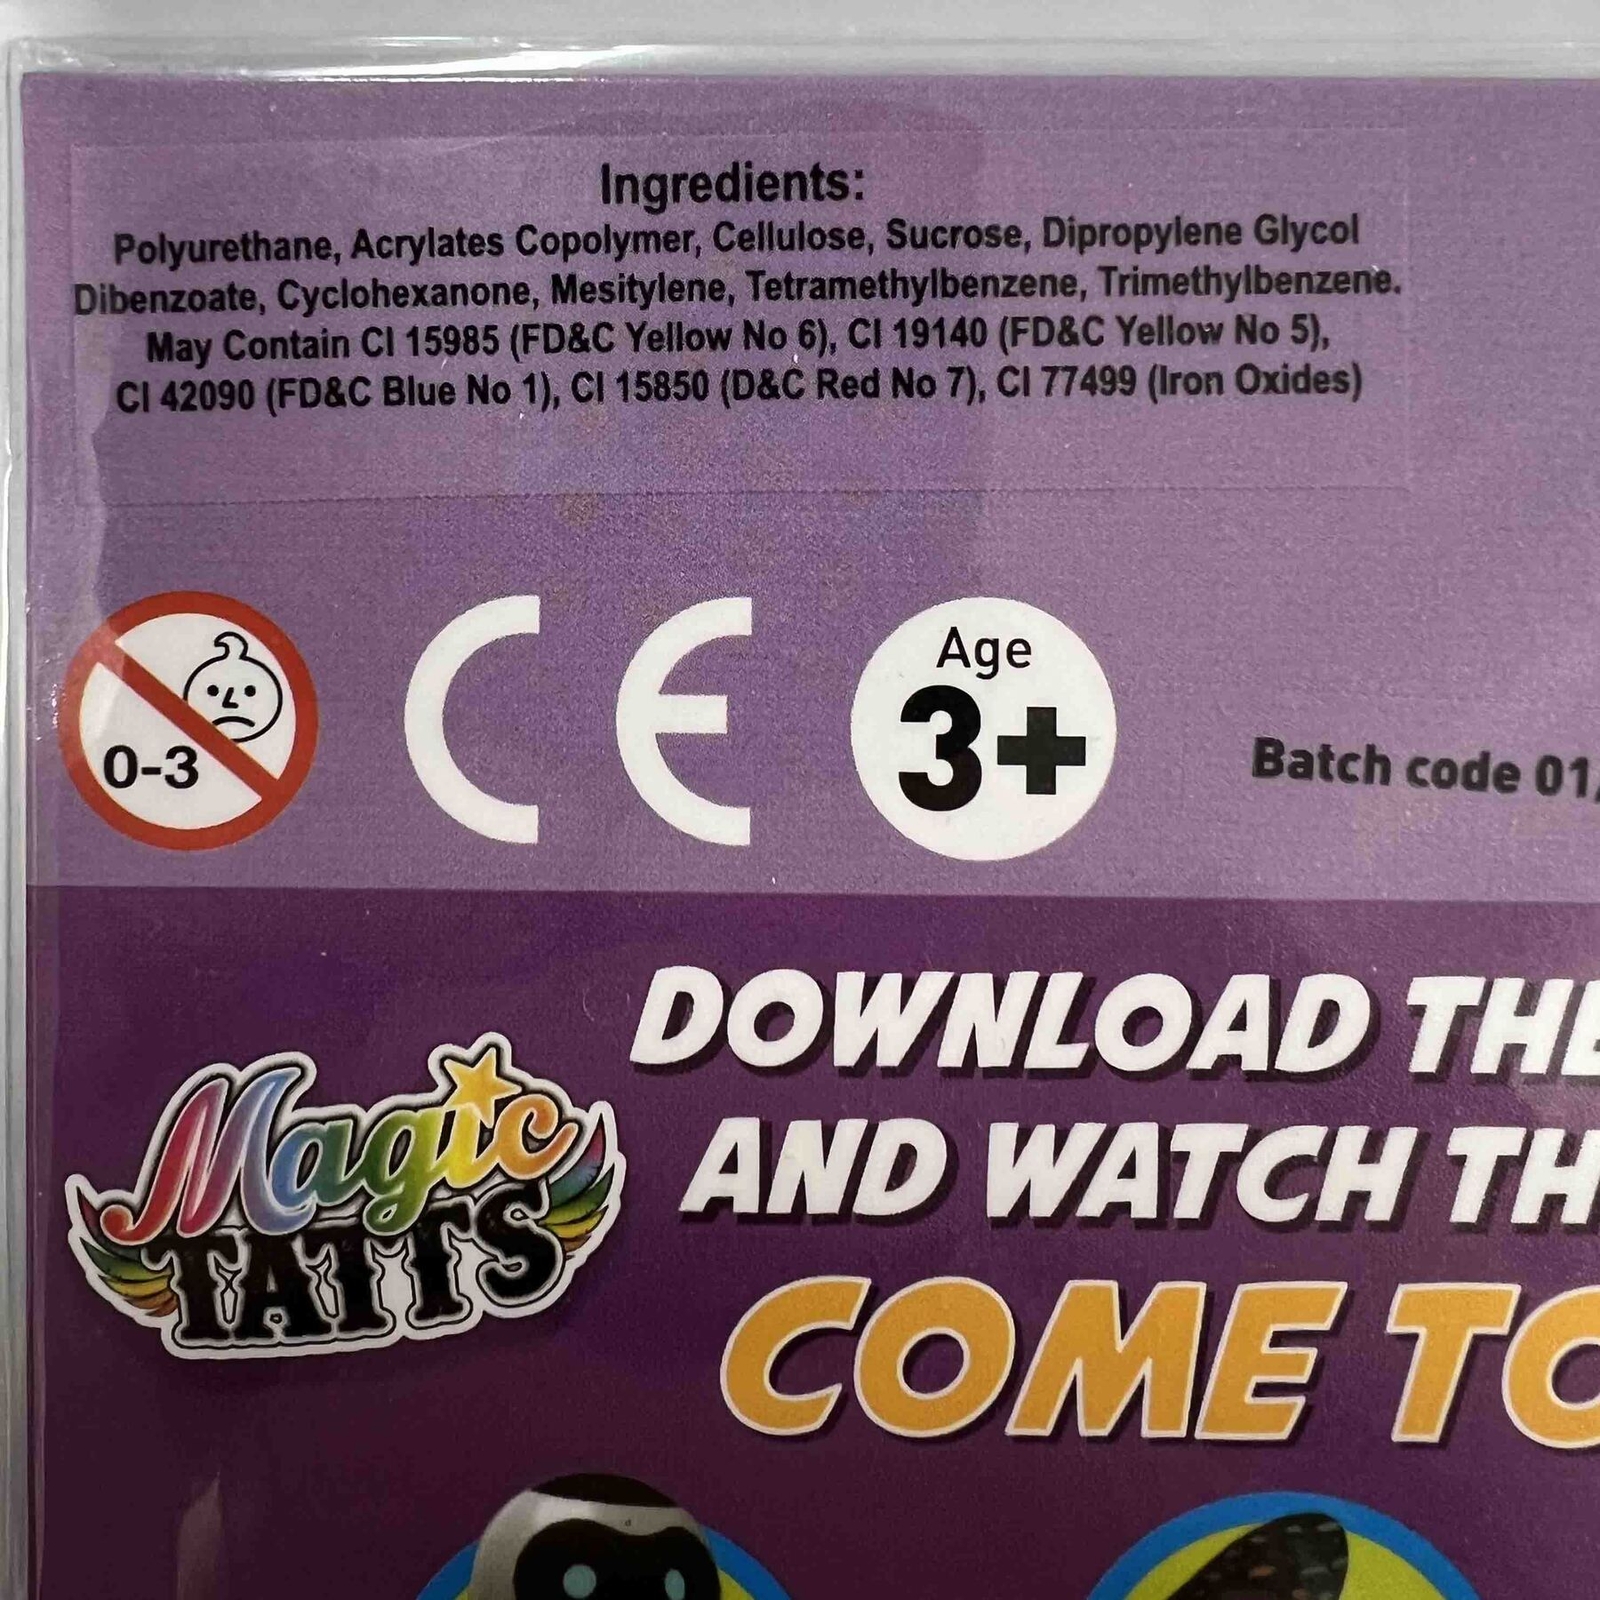 Ingredients:
Polyurethane, Acrylates Copolymer, Cellulose, Sucrose, Dipropylene Glycol
Dibenzoate, Cyclohexanone, Mesitylene, Tetramethylbenzene, Trimethylbenzene.
May Contain CI 15985 (FD&C Yellow No 6), CI 19140 (FD&C Yellow No 5),
CI 42090 (FD&C Blue No 1), CI 15850 (D&C Red No 7), CI 77499 (Iron Oxides)
0-3
CE
Age
3+
Batch code 01
DOWNLOAD THE
AND WATCH TH
COME TO
Magic
TATTS